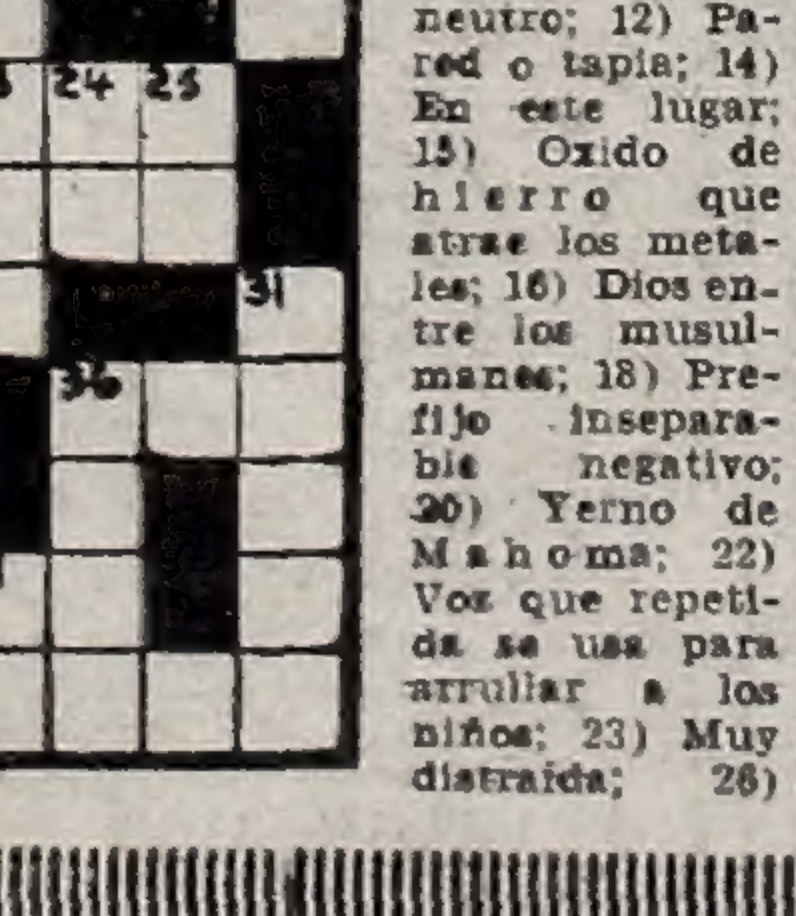 24 25
31
36
neutro; 12) Pa-
red o tapia; 14)
En este lugar;
15) Oxido de
hierro que
atrae los meta-
les; 16) Dios en-
tre los musul-
manes; 18) Pre-
fijo insepara-
ble negativo;
20) Yerno de
Mahoma; 22)
Voz que repeti-
da se usa para
arrullar a los
niños; 23) Muy
distraída; 26)